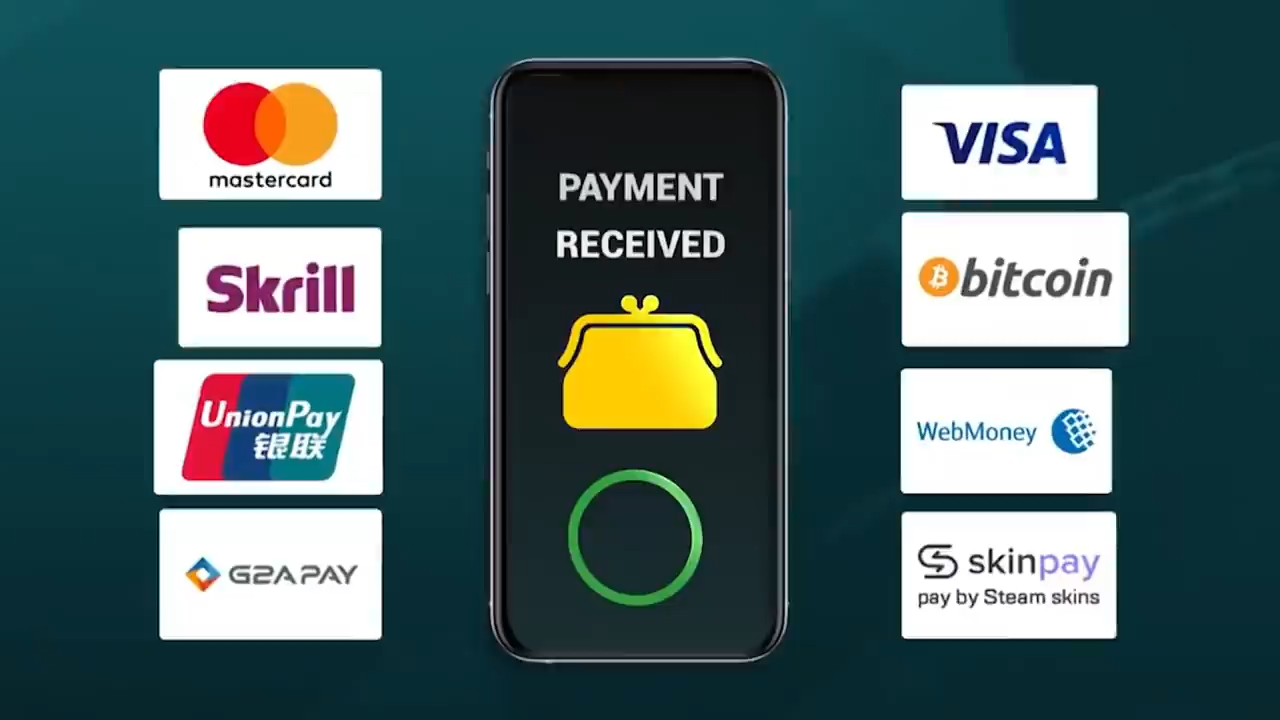 mastercard
Skrill
UnionPay
银联
G2A PAY
PAYMENT
RECEIVED
VISA
bitcoin
WebMoney
skinpay
pay by Steam skins